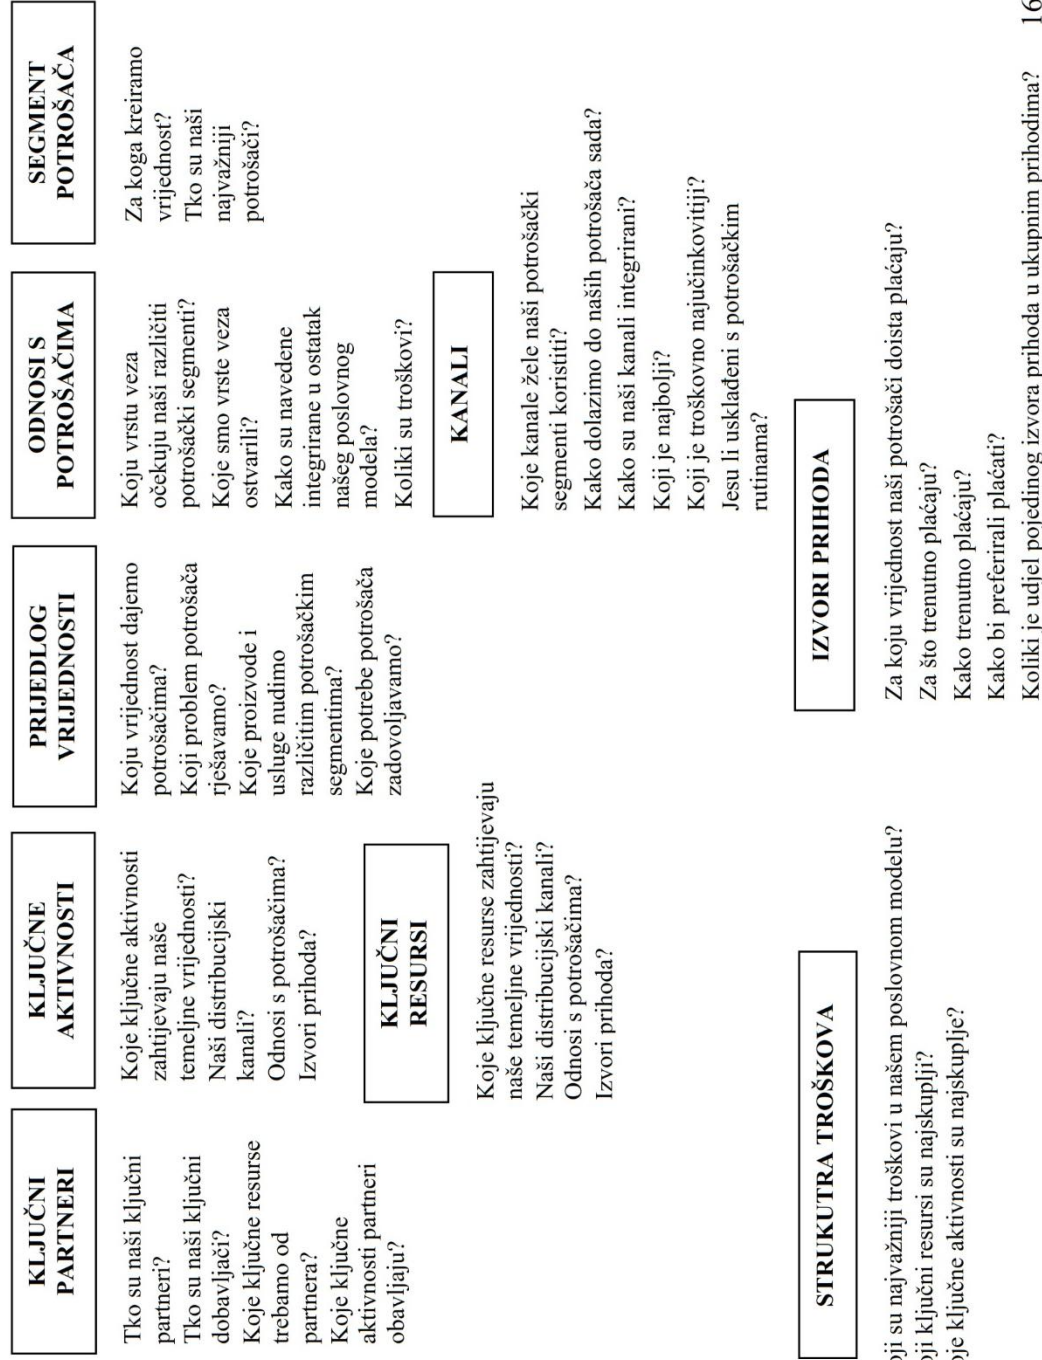 KLJUČNI
PARTNERI
Tko su naši ključni
partneri?
Tko su naši ključni
dobavljači?
Koje ključne resurse
trebamo od
partnera?
Koje ključne
aktivnosti partneri
obavljaju?
KLJUČNE
AKTIVNOSTI
Koje ključne aktivnosti
zahtijevaju naše
temeljne vrijednosti?
Naši distribucijski
kanali?
Odnosi s potrošačima?
Izvori prihoda?
KLJUČNI
RESURSI
Koje ključne resurse zahtijevaju
naše temeljne vrijednosti?
Naši distribucijski kanali?
Odnosi s potrošačima?
Izvori prihoda?
PRIJEDLOG
VRIJEDNOSTI
Koju vrijednost dajemo
potrošačima?
Koji problem potrošača
rješavamo?
Koje proizvode i
usluge nudimo
različitim potrošačkim
segmentima?
Koje potrebe potrošača
zadovoljavamo?
ODNOSI S
POTROŠAČIMA
Koju vrstu veza
očekuju naši različiti
potrošački segmenti?
Koje smo vrste veza
ostvarili?
Kako su navedene
integrirane u ostatak
našeg poslovnog
modela?
Koliki su troškovi?
KANALI
Koje kanale žele naši potrošački
segmenti koristiti?
Kako dolazimo do naših potrošača sada?
Kako su naši kanali integrirani?
Koji je najbolji?
Koji je troškovno najučinkovitiji?
Jesu li usklađeni s potrošačkim
rutinama?
SEGMENT
POTROŠAČA
Za koga kreiramo
vrijednost?
Tko su naši
najvažniji
potrošači?
STRUKUTRA TROŠKOVA
oji su najvažniji troškovi u našem poslovnom modelu?
oji ključni resursi su najskuplji?
oje ključne aktivnosti su najskuplje?
IZVORI PRIHODA
Za koju vrijednost naši potrošači doista plaćaju?
Za što trenutno plaćaju?
Kako trenutno plaćaju?
Kako bi preferirali plaćati?
Koliki je udjel pojedinog izvora prihoda u ukupnim prihodima?
16